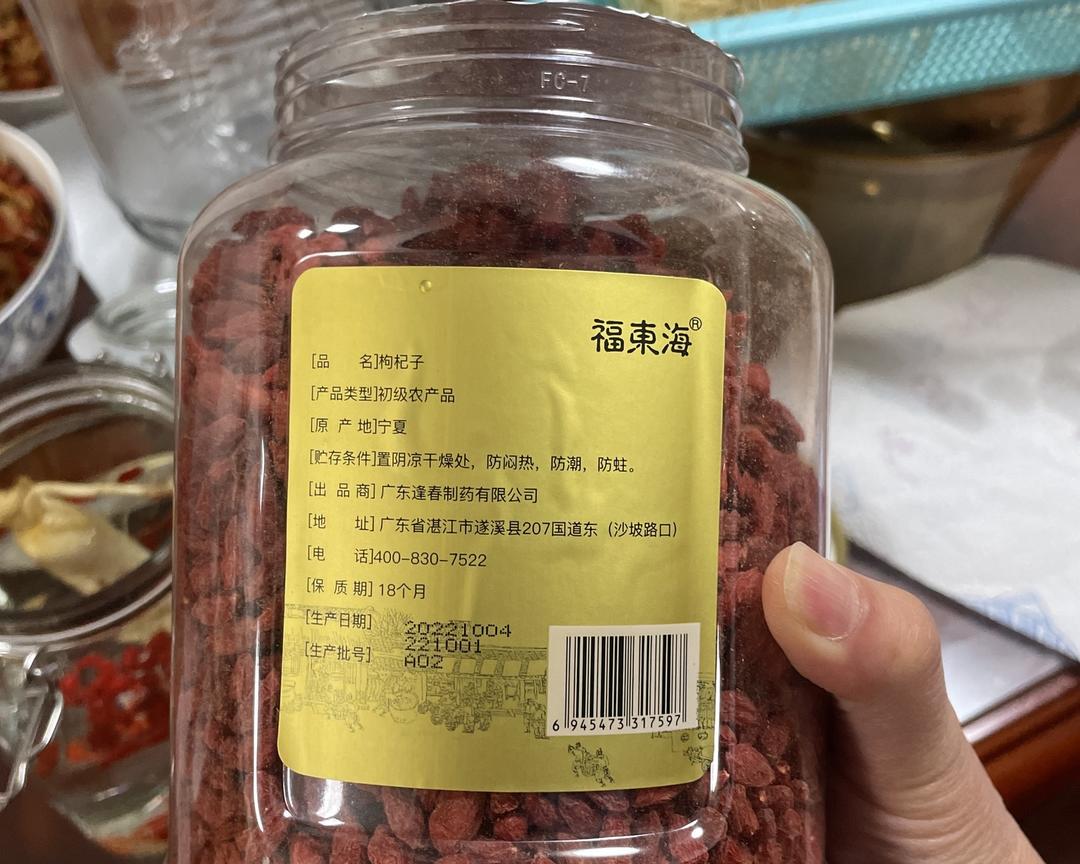 FC-7
福東海®
[品 名]枸杞子
[产品类型]初级农产品
[原 产 地]宁夏
[贮存条件]置阴凉干燥处，防闷热，防潮，防蛀。
[出 品 商] 广东逢春制药有限公司
[地 址] 广东省湛江市遂溪县207国道东（沙坡路口）
[电 话]400-830-7522
[保 质 期] 18个月
[生产日期] 20221004
221001
[生产批号] A02
6 945473 317597